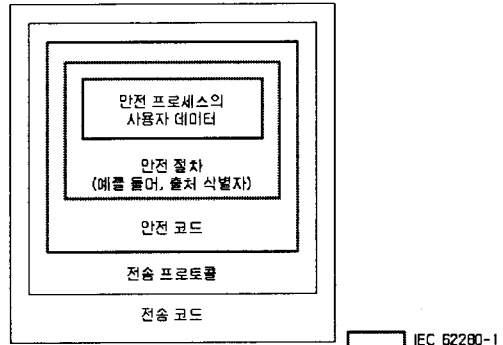 안전 프로세스의
사용자 데이터
안전 절차
(예를 들어, 출처 식별자)
안전 코드
전송 프로토콜
전송 코드
IEC 62280-1